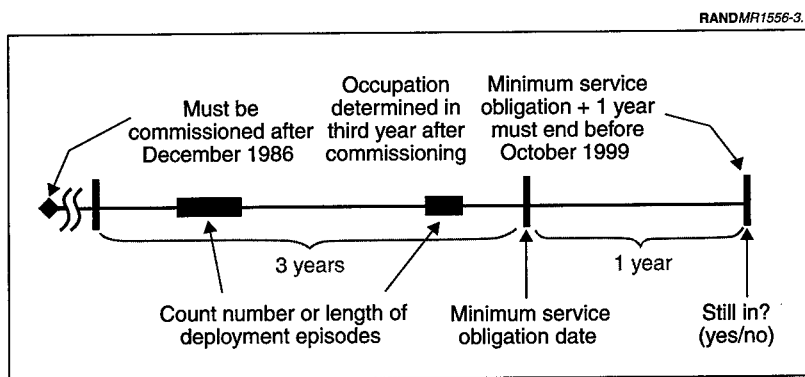 RANDMR1556-3.
Must be
commissioned after
December 1986
Occupation
determined in
third year after
commissioning
Minimum service
obligation + 1 year
must end before
October 1999
3 years
1 year
Count number or length of
deployment episodes
Minimum service
obligation date
Still in?
(yes/no)